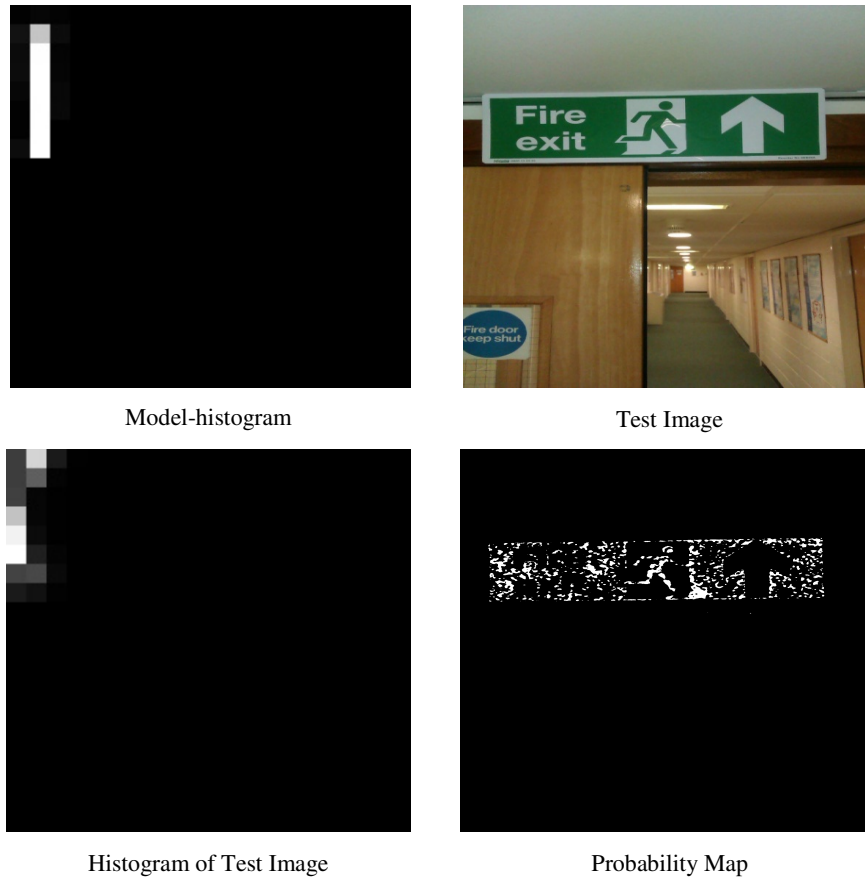 Fire
exit
Fire door
keep shut
Model-histogram
Test Image
Histogram of Test Image
Probability Map